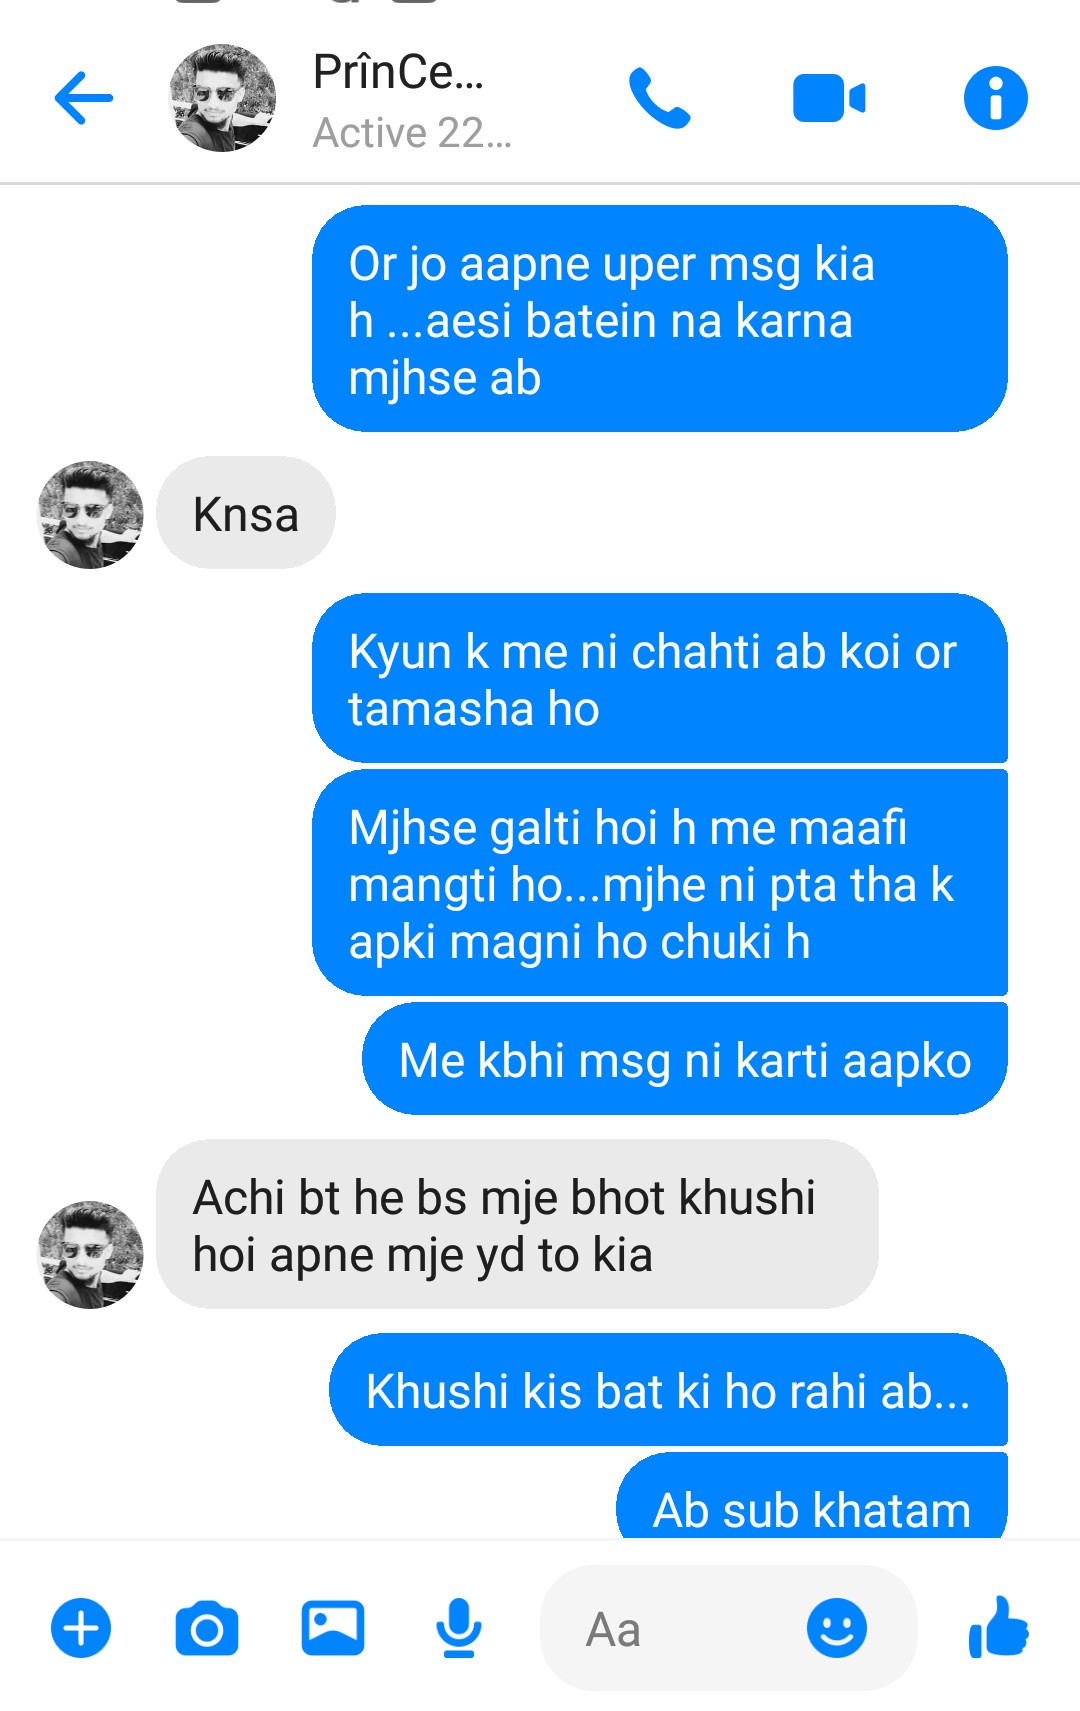 PrînCe...
Active 22...
Or jo aapne uper msg kia
h ...aesi batein na karna
mjhse ab
Knsa
Kyun k me ni chahti ab koi or
tamasha ho
Mjhse galti hoi h me maafi
mangti ho...mjhe ni pta tha k
apki magni ho chuki h
Me kbhi msg ni karti aapko
Achi bt he bs mje bhot khushi
hoi apne mje yd to kia
Khushi kis bat ki ho rahi ab...
Ab sub khatam
Aa